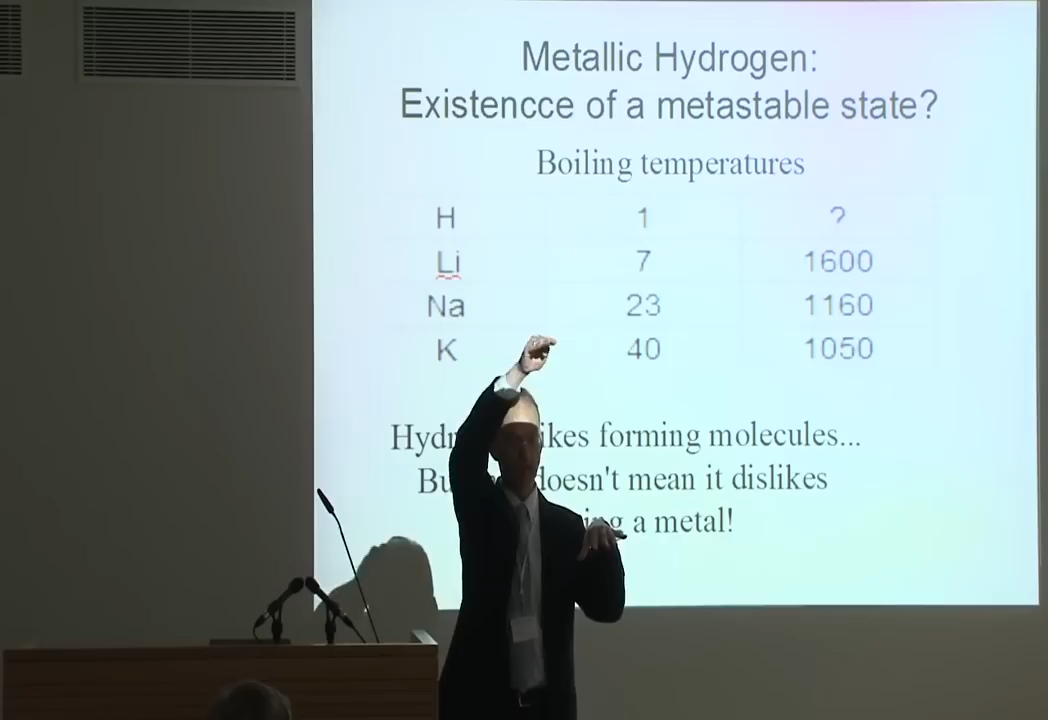 Metallic Hydrogen:
Existencce of a metastable state?
Boiling temperatures
H 1 ?
Li 7 1600
Na 23 1160
K 40 1050
forming molecules...
doesn't mean it dislikes
a metal!